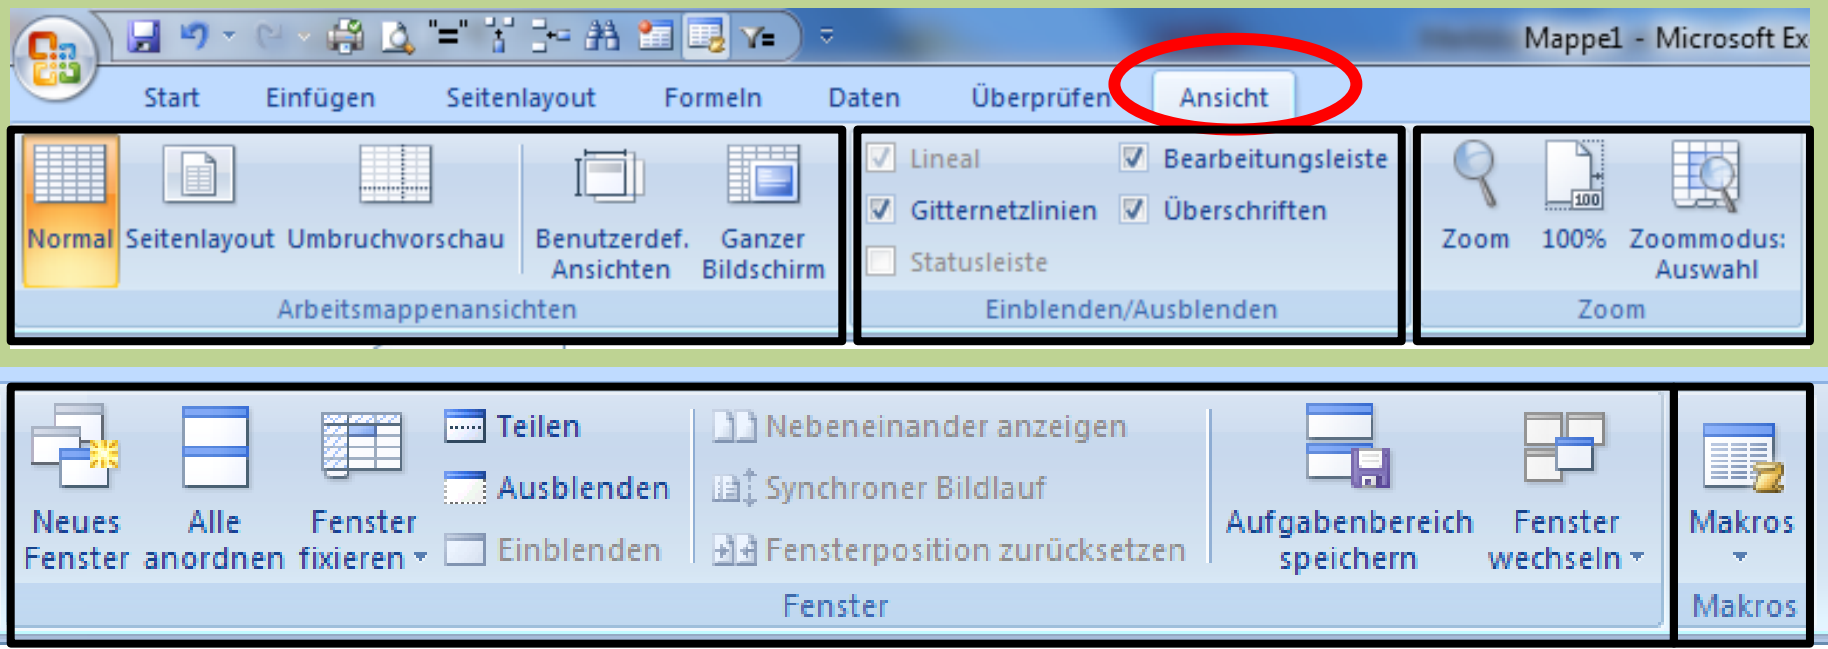 "="
Mappe1 - Microsoft Ex
Start Einfügen Seitenlayout Formeln Daten Überprüfen Ansicht
Normal Seitenlayout Umbruchvorschau Benutzerdef. Ansichten Ganzer Bildschirm
Arbeitsmappenansichten
Lineal Bearbeitungsleiste
Gitternetzlinien Überschriften
Statusleiste
Einblenden/Ausblenden
100
Zoom 100% Zoommodus: Auswahl
Zoom
Neues Fenster
Alle anordnen
Fenster fixieren
Teilen
Ausblenden
Einblenden
Nebeneinander anzeigen
Synchroner Bildlauf
Fensterposition zurücksetzen
Aufgabenbereich speichern
Fenster wechseln
Fenster
Makros
Makros